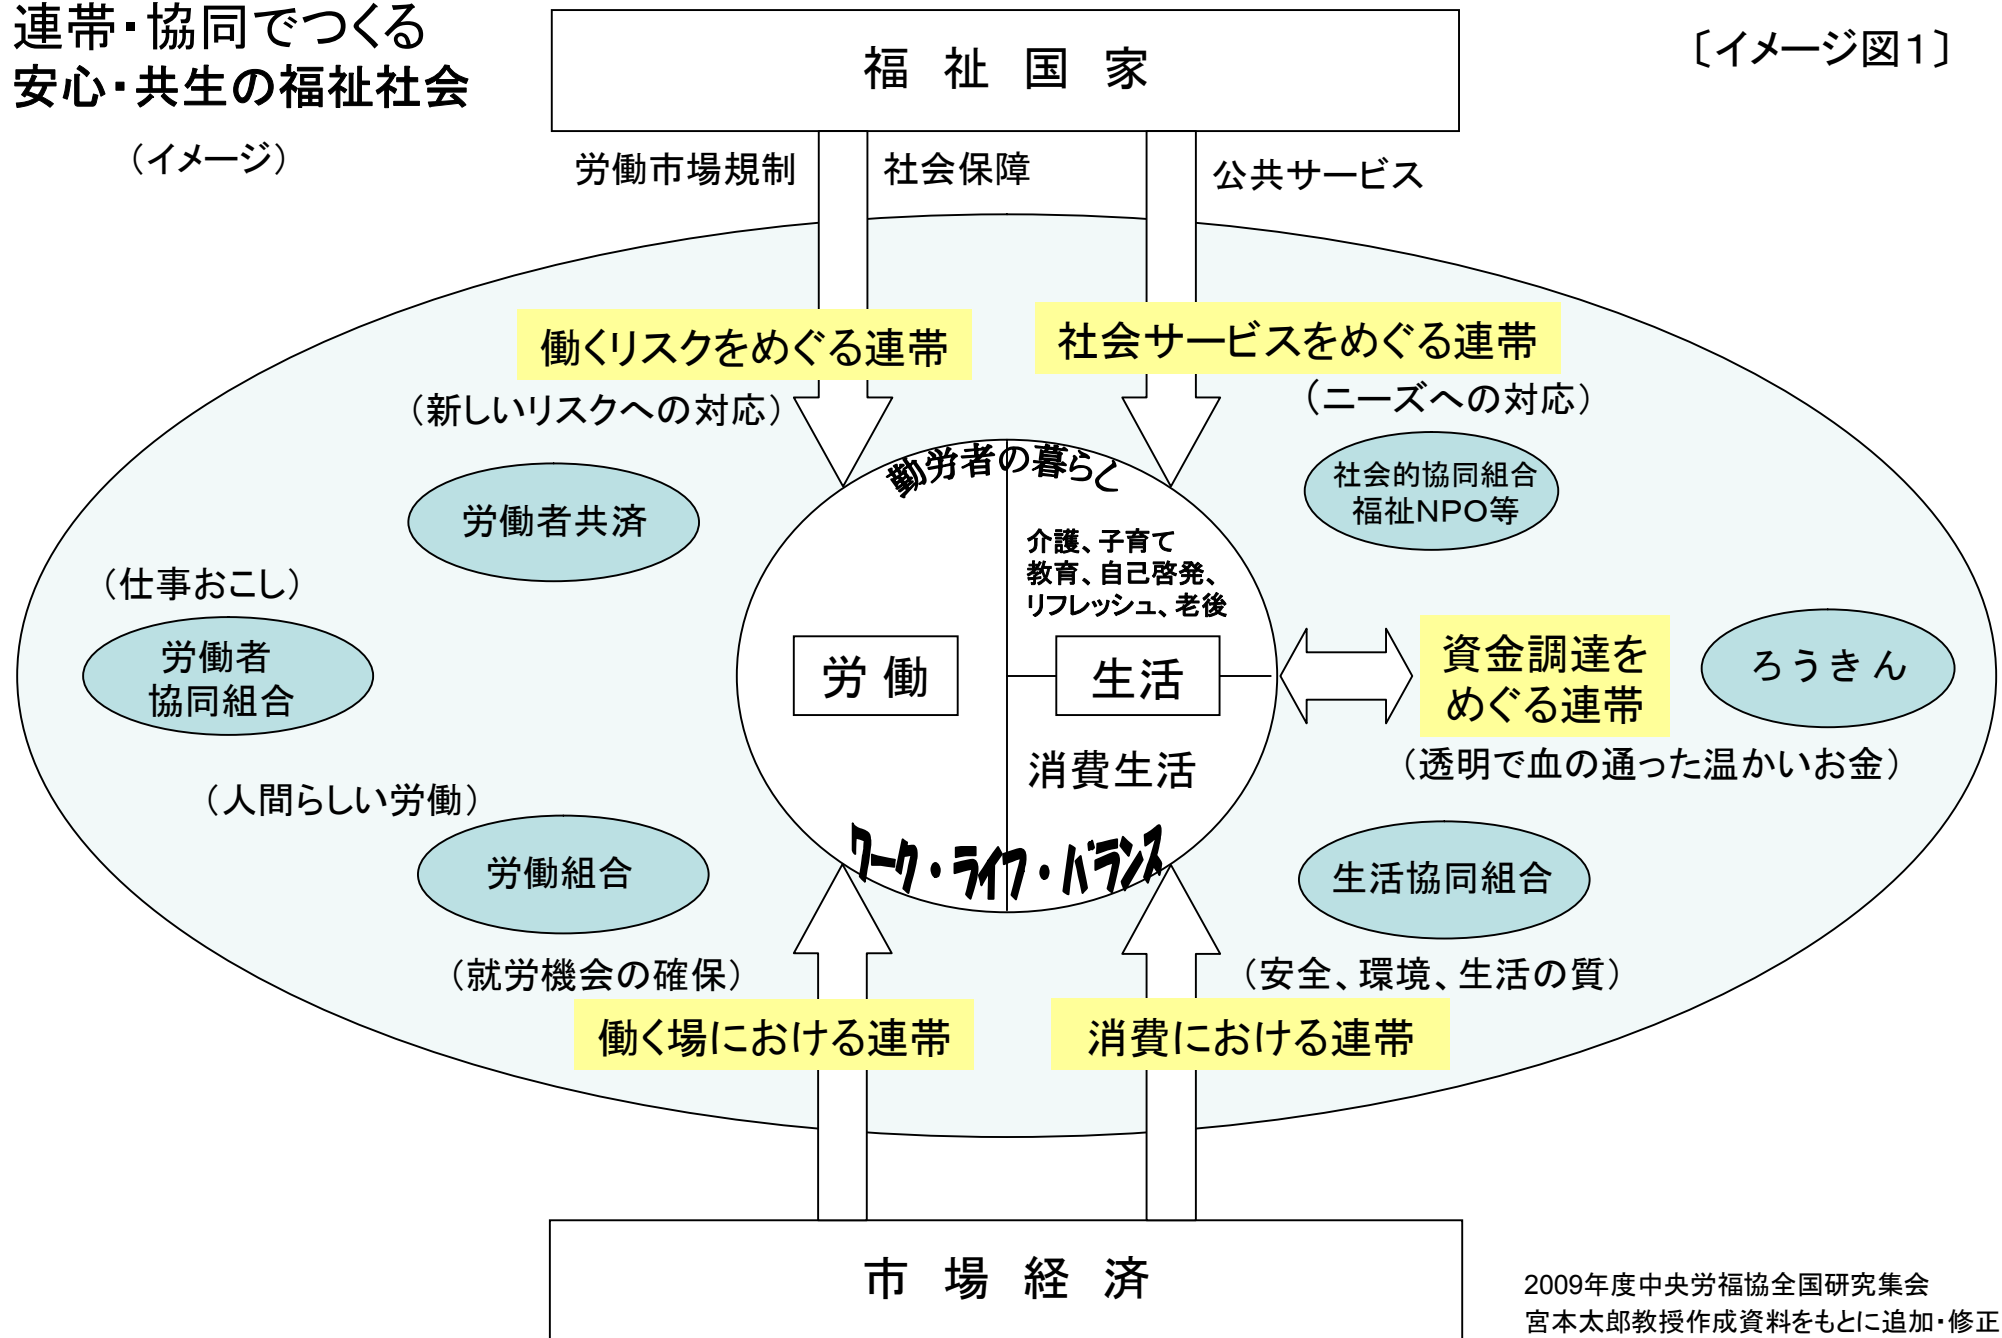 連帯・協同でつくる
安心・共生の福祉社会
（イメージ）
〔イメージ図１〕
福 祉 国 家
労働市場規制
社会保障
公共サービス
働くリスクをめぐる連帯
（新しいリスクへの対応）
社会サービスをめぐる連帯
（ニーズへの対応）
勤労者の暮らし
社会的協同組合
福祉ＮＰＯ等
労働者共済
介護、子育て
教育、自己啓発、
リフレッシュ、老後
（仕事おこし）
労働者
協同組合
労 働
生活
資金調達を
めぐる連帯
ろうきん
（透明で血の通った温かいお金）
消費生活
（人間らしい労働）
労働組合
ワーク・ライフ・バランス
生活協同組合
（就労機会の確保）
（安全、環境、生活の質）
働く場における連帯
消費における連帯
市 場 経 済
2009年度中央労福協全国研究集会
宮本太郎教授作成資料をもとに追加・修正